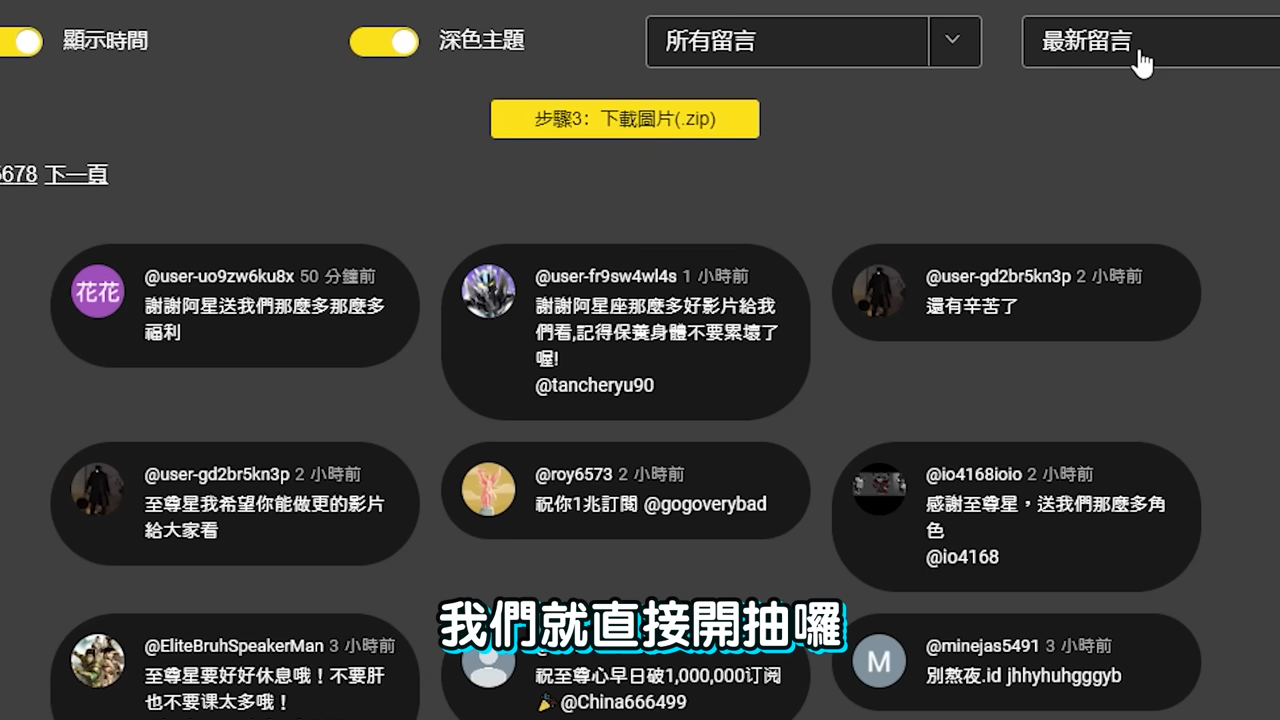 顯示時間
深色主題
所有留言
最新留言
步驟3：下載圖片(.zip)
5678 下一頁
花花
@user-uo9zw6ku8x 50 分鐘前
謝謝阿星送我們那麼多那麼多
福利
@user-fr9sw4wl4s 1 小時前
謝謝阿星座那麼多好影片給我
們看,記得保養身體不要累壞了
喔!
@tancheryu90
@user-gd2br5kn3p 2 小時前
還有辛苦了
@user-gd2br5kn3p 2 小時前
至尊星我希望你能做更的影片
給大家看
@roy6573 2 小時前
祝你1兆訂閱 @gogoverybad
@io4168ioio 2 小時前
感謝至尊星，送我們那麼多角
色
@io4168
@EliteBruhSpeakerMan 3 小時前
至尊星要好好休息哦！不要肝
也不要课太多哦！
祝至尊心早日破1,000,000订阅
🎉 @China666499
M
@minejas5491 3 小時前
別熬夜.id jhhyhuhgggyb
我們就直接開抽囉